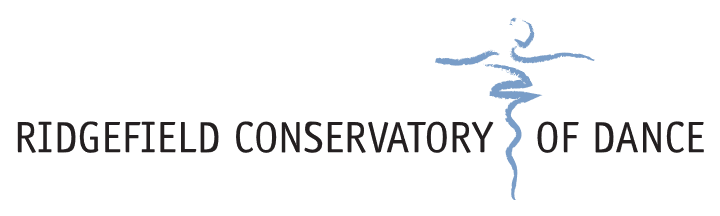 RIDGEFIELD CONSERVATORY OF DANCE